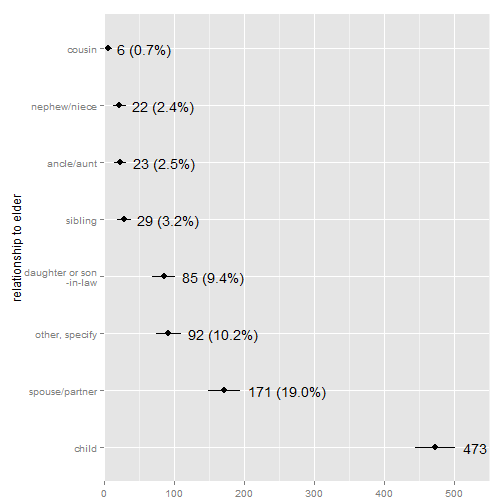 cousin
6 (0.7%)
nephew/niece
22 (2.4%)
ancle/aunt
23 (2.5%)
sibling
29 (3.2%)
daughter or son
-in-law
85 (9.4%)
other, specify
92 (10.2%)
spouse/partner
171 (19.0%)
child
473
relationship to elder
0 100 200 300 400 500